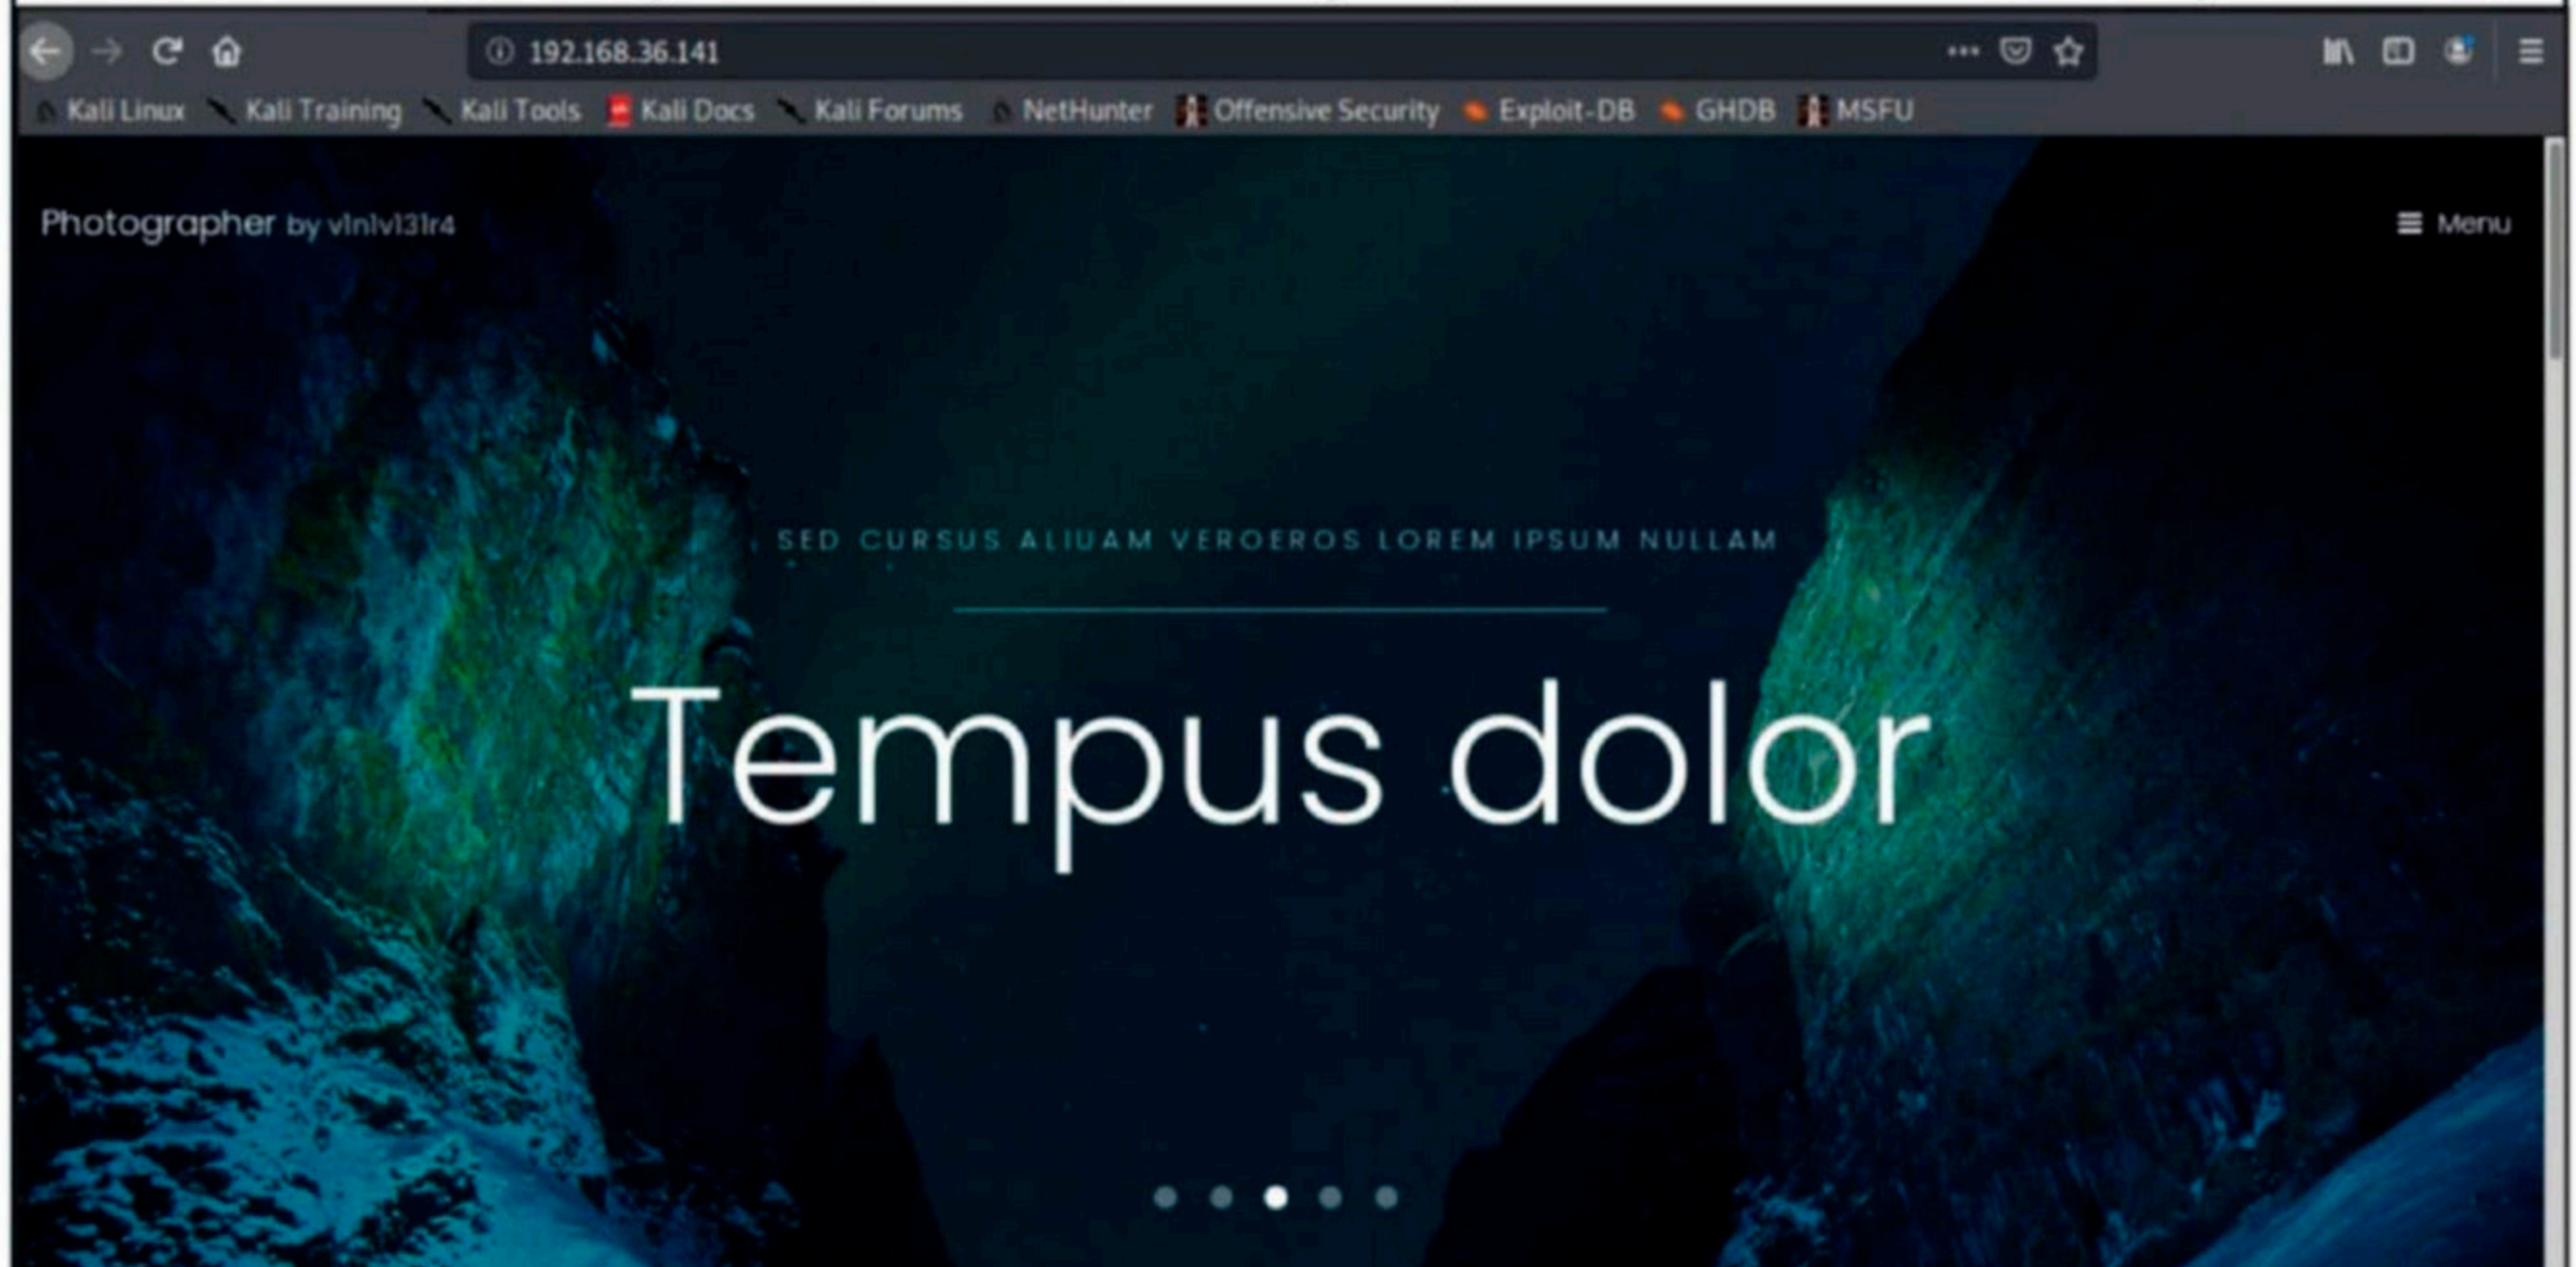 192.168.36.141
Kali Linux Kali Training Kali Tools Kali Docs Kali Forums NetHunter Offensive Security Exploit-DB GHDB MSFU
Photographer by v1n1v131r4
Menu
SED CURSUS ALIUAM VEROEROS LOREM IPSUM NULLAM
Tempus dolor